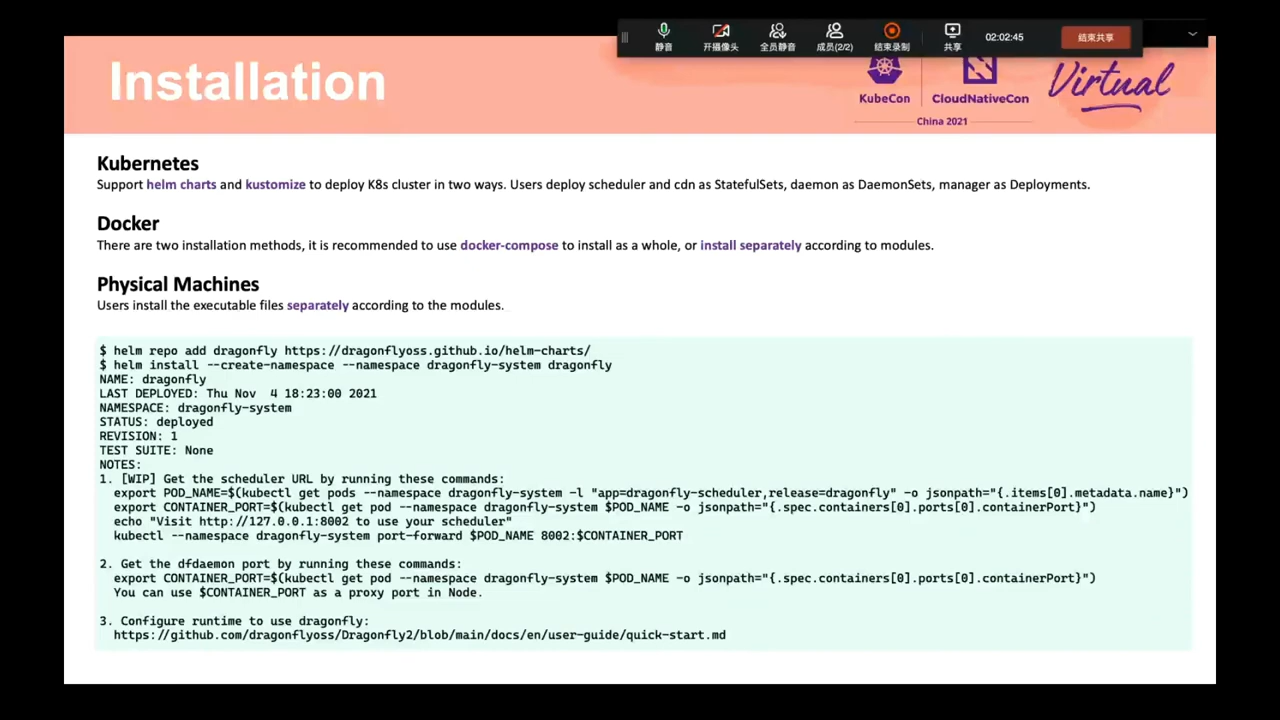 静音
开摄像头
全员静音
成员(2/2)
结束录制
共享
02:02:45
结束共享
Installation
KubeCon
CloudNativeCon
China 2021
Virtual
Kubernetes
Support helm charts and kustomize to deploy K8s cluster in two ways. Users deploy scheduler and cdn as StatefulSets, daemon as DaemonSets, manager as Deployments.
Docker
There are two installation methods, it is recommended to use docker-compose to install as a whole, or install separately according to modules.
Physical Machines
Users install the executable files separately according to the modules.
$ helm repo add dragonfly https://dragonflyoss.github.io/helm-charts/
$ helm install --create-namespace --namespace dragonfly-system dragonfly
NAME: dragonfly
LAST DEPLOYED: Thu Nov  4 18:23:00 2021
NAMESPACE: dragonfly-system
STATUS: deployed
REVISION: 1
TEST SUITE: None
NOTES:
1. [WIP] Get the scheduler URL by running these commands:
  export POD_NAME=$(kubectl get pods --namespace dragonfly-system -l "app=dragonfly-scheduler,release=dragonfly" -o jsonpath="{.items[0].metadata.name}")
  export CONTAINER_PORT=$(kubectl get pod --namespace dragonfly-system $POD_NAME -o jsonpath="{.spec.containers[0].ports[0].containerPort}")
  echo "Visit http://127.0.0.1:8002 to use your scheduler"
  kubectl --namespace dragonfly-system port-forward $POD_NAME 8002:$CONTAINER_PORT
2. Get the dfdaemon port by running these commands:
  export CONTAINER_PORT=$(kubectl get pod --namespace dragonfly-system $POD_NAME -o jsonpath="{.spec.containers[0].ports[0].containerPort}")
  You can use $CONTAINER_PORT as a proxy port in Node.
3. Configure runtime to use dragonfly:
  https://github.com/dragonflyoss/Dragonfly2/blob/main/docs/en/user-guide/quick-start.md